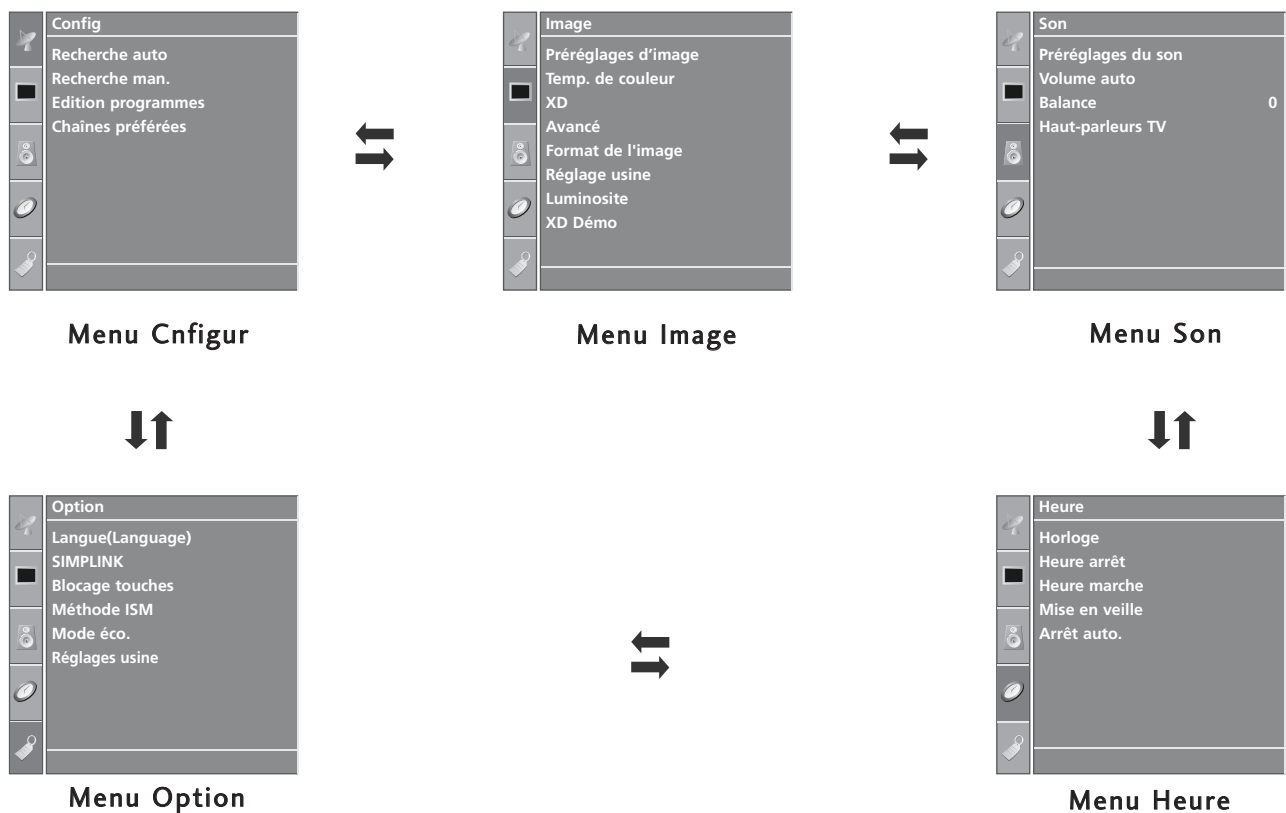 Config
Recherche auto
Recherche man.
Edition programmes
Chaînes préférées
Menu Cnfigur
Image
Préréglages d’image
Temp. de couleur
XD
Avancé
Format de l'image
Réglage usine
Luminosite
XD Démo
Menu Image
Son
Préréglages du son
Volume auto
Balance 0
Haut-parleurs TV
Menu Son
Option
Langue(Language)
SIMPLINK
Blocage touches
Méthode ISM
Mode éco.
Réglages usine
Menu Option
Heure
Horloge
Heure arrêt
Heure marche
Mise en veille
Arrêt auto.
Menu Heure